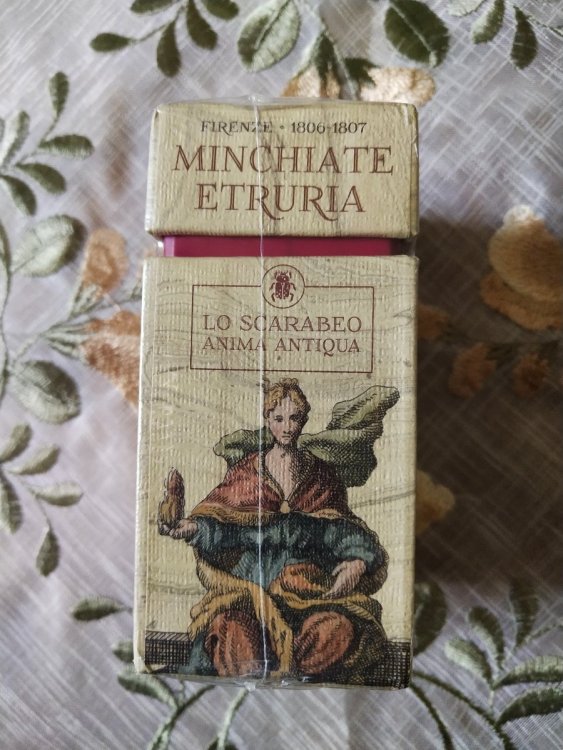 FIRENZE • 1806-1807
MINCHIATE
ETRURIA
LO SCARABEO
ANIMA ANTIQUA